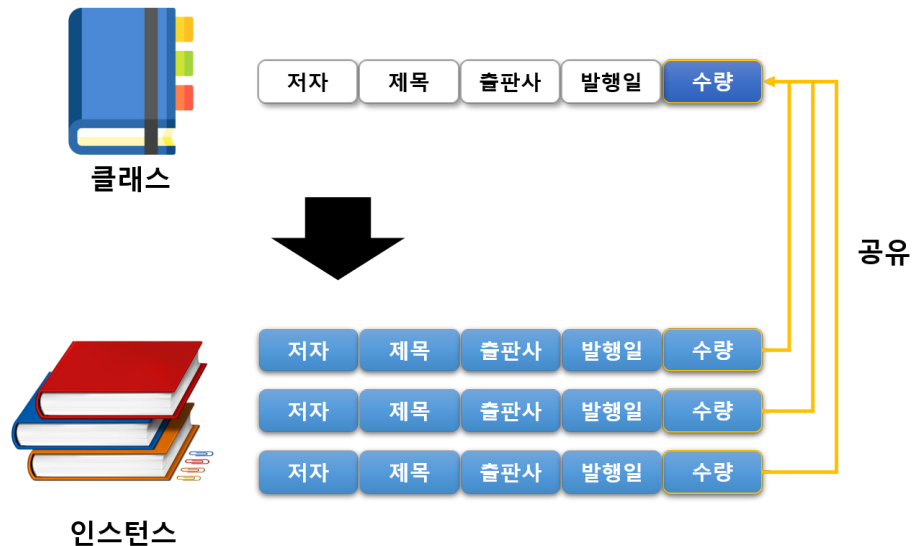 저자 제목 출판사 발행일 수량
클래스
공유
저자 제목 출판사 발행일 수량
저자 제목 출판사 발행일 수량
저자 제목 출판사 발행일 수량
인스턴스